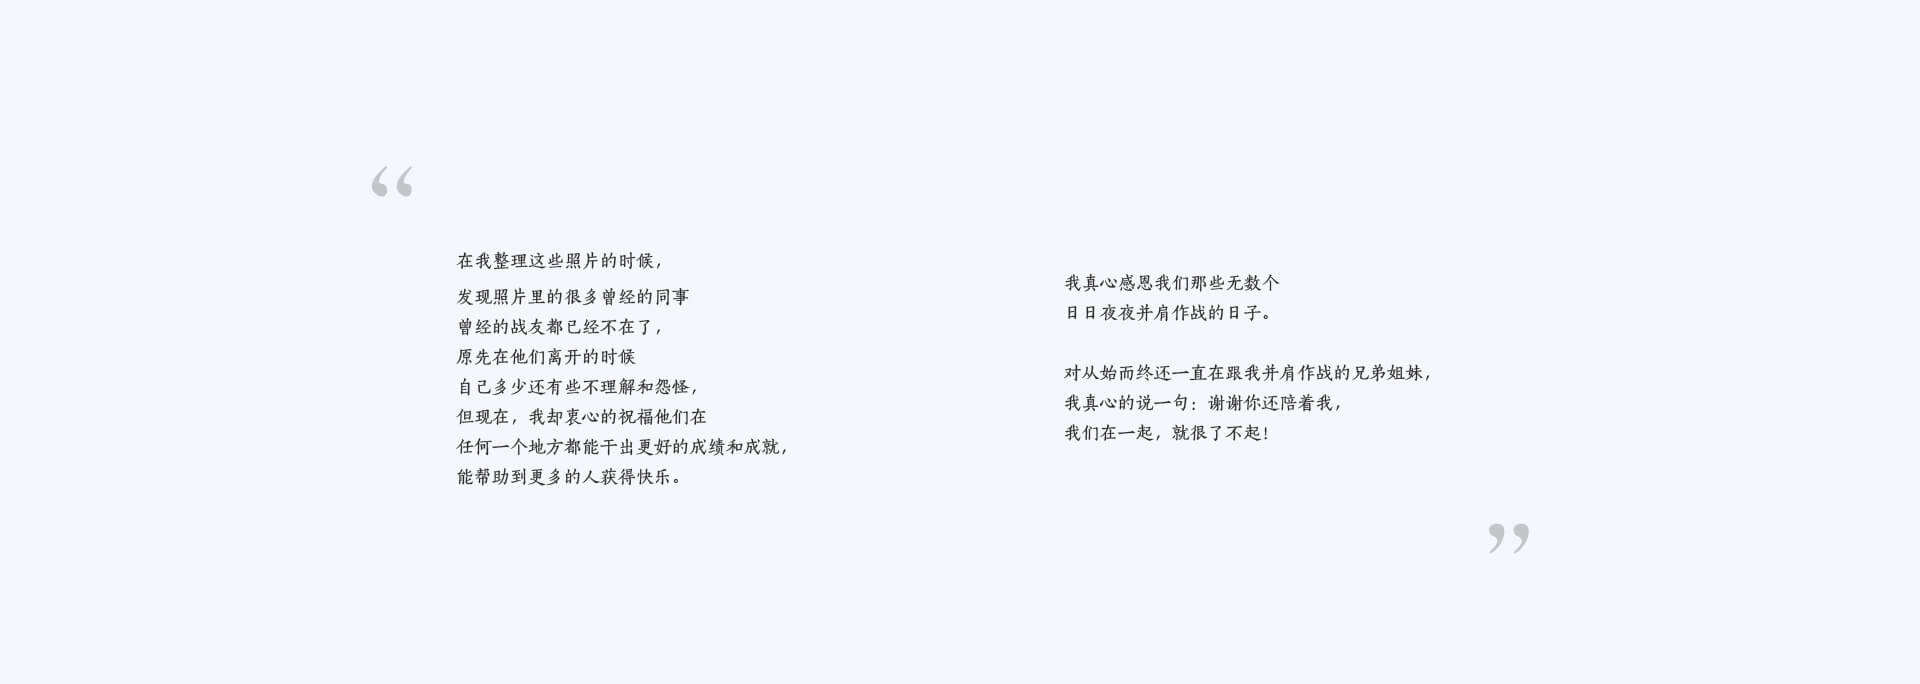 “
在我整理这些照片的时候，
发现照片里的很多曾经的同事
曾经的战友都已经不在了，
原先在他们离开的时候
自己多少还有些不理解和怨怪，
但现在，我却衷心的祝福他们在
任何一个地方都能干出更好的成绩和成就，
能帮助到更多的人获得快乐。
我真心感恩我们那些无数个
日日夜夜并肩作战的日子。
对从始而终还一直在跟我并肩作战的兄弟姐妹，
我真心的说一句：谢谢你还陪着我，
我们在一起，就很了不起！
”